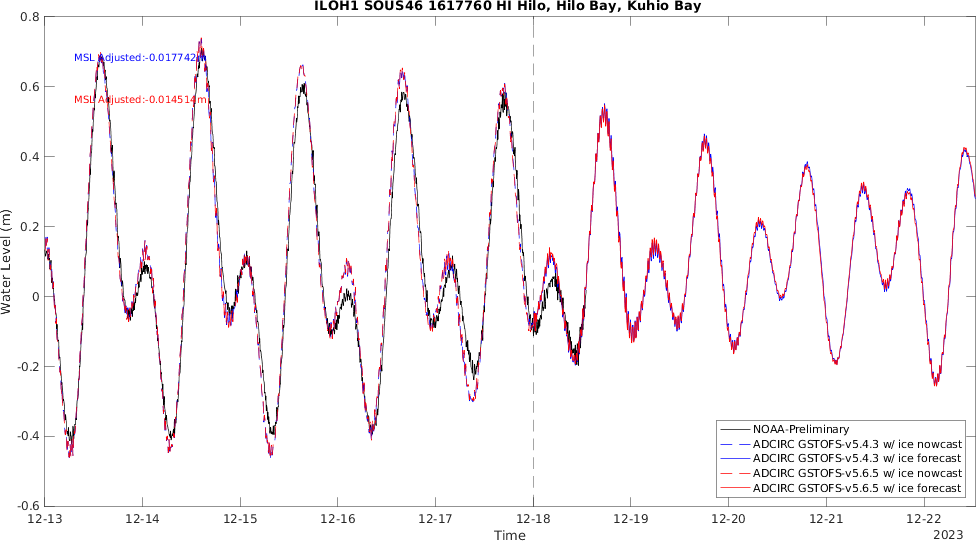 ILOH1 SOUS46 1617760 HI Hilo, Hilo Bay, Kuhio Bay
0.8
0.6
0.4
0.2
0
-0.2
-0.4
-0.6
Water Level (m)
MSL Adjusted:-0.017742m
MSL Adjusted:-0.014514m
NOAA-Preliminary
ADCIRC GSTOFS-v5.4.3 w/ ice nowcast
ADCIRC GSTOFS-v5.4.3 w/ ice forecast
ADCIRC GSTOFS-v5.6.5 w/ ice nowcast
ADCIRC GSTOFS-v5.6.5 w/ ice forecast
12-13 12-14 12-15 12-16 12-17 12-18 12-19 12-20 12-21 12-22
Time
2023